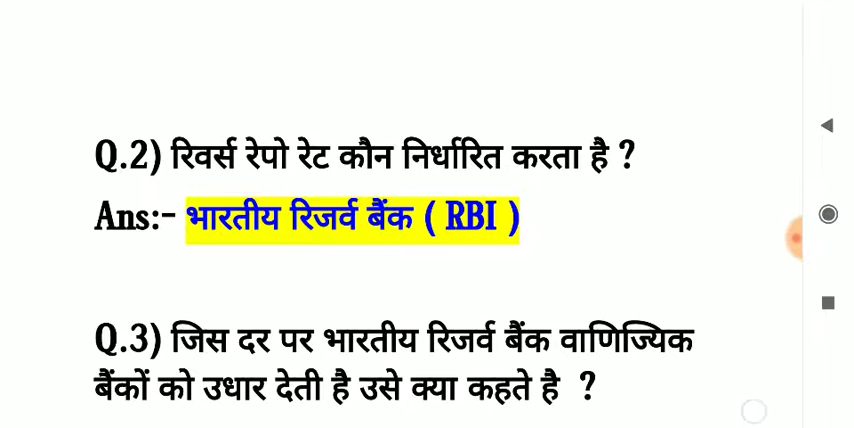 Q.2) रिवर्स रेपो रेट कौन निर्धारित करता है ?
Ans:- भारतीय रिजर्व बैंक ( RBI )
Q.3) जिस दर पर भारतीय रिजर्व बैंक वाणिज्यिक
बैंकों को उधार देती है उसे क्या कहते है ?